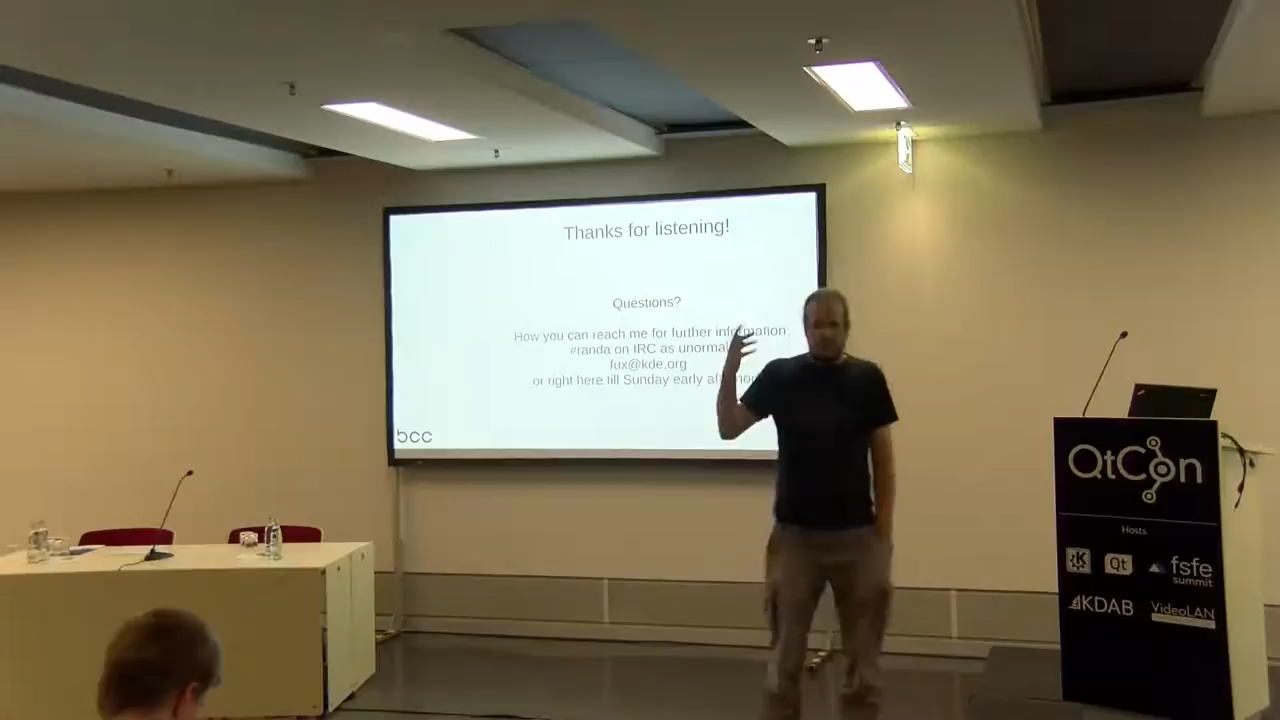 Thanks for listening!
Questions?
How you can reach me for further information:
#randa on IRC as unormal
fux@kde.org
or right here till Sunday early
bcc
QtCon
Hosts
Qt
fsfe
summit
KDAB
VideoLAN